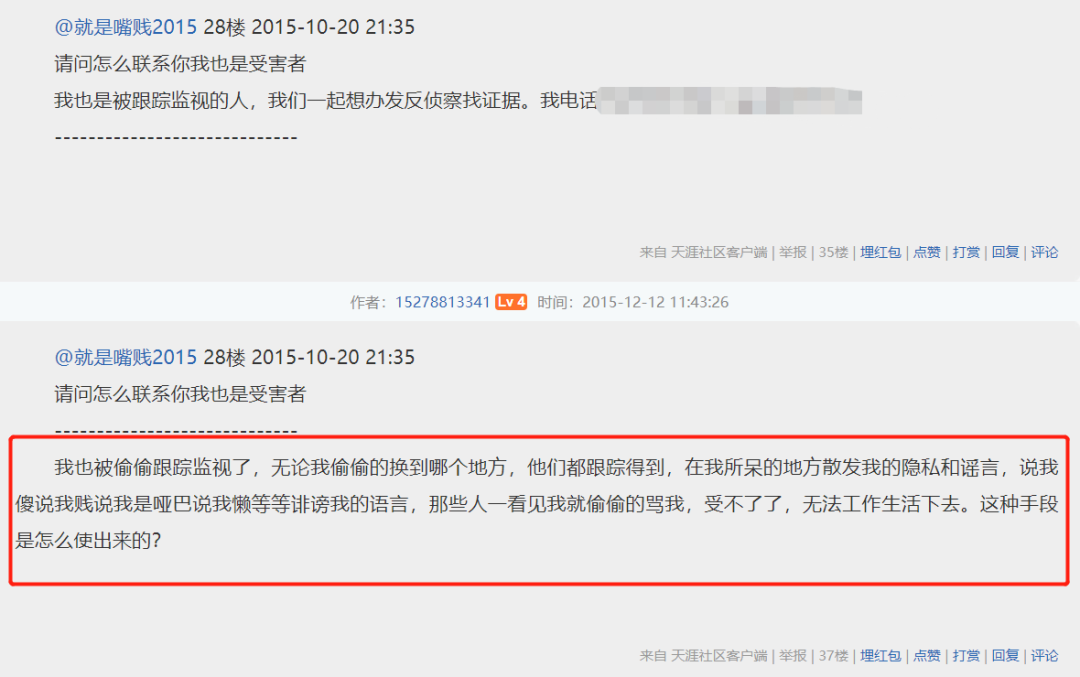 @就是嘴贱2015 28楼 2015-10-20 21:35
请问怎么联系你我也是受害者
我也是被跟踪监视的人，我们一起想办发反侦察找证据。我电话
-----------------------------
来自 天涯社区客户端 | 举报 | 35楼 | 埋红包 | 点赞 | 打赏 | 回复 | 评论
作者：15278813341 Lv 4 时间：2015-12-12 11:43:26
@就是嘴贱2015 28楼 2015-10-20 21:35
请问怎么联系你我也是受害者
-----------------------------
我也被偷偷跟踪监视了，无论我偷偷的换到哪个地方，他们都跟踪得到，在我所呆的地方散发我的隐私和谣言，说我
傻说我贱说我是哑巴说我懒等等诽谤我的语言，那些人一看见我就偷偷的骂我，受不了了，无法工作生活下去。这种手段
是怎么使出来的？
来自 天涯社区客户端 | 举报 | 37楼 | 埋红包 | 点赞 | 打赏 | 回复 | 评论